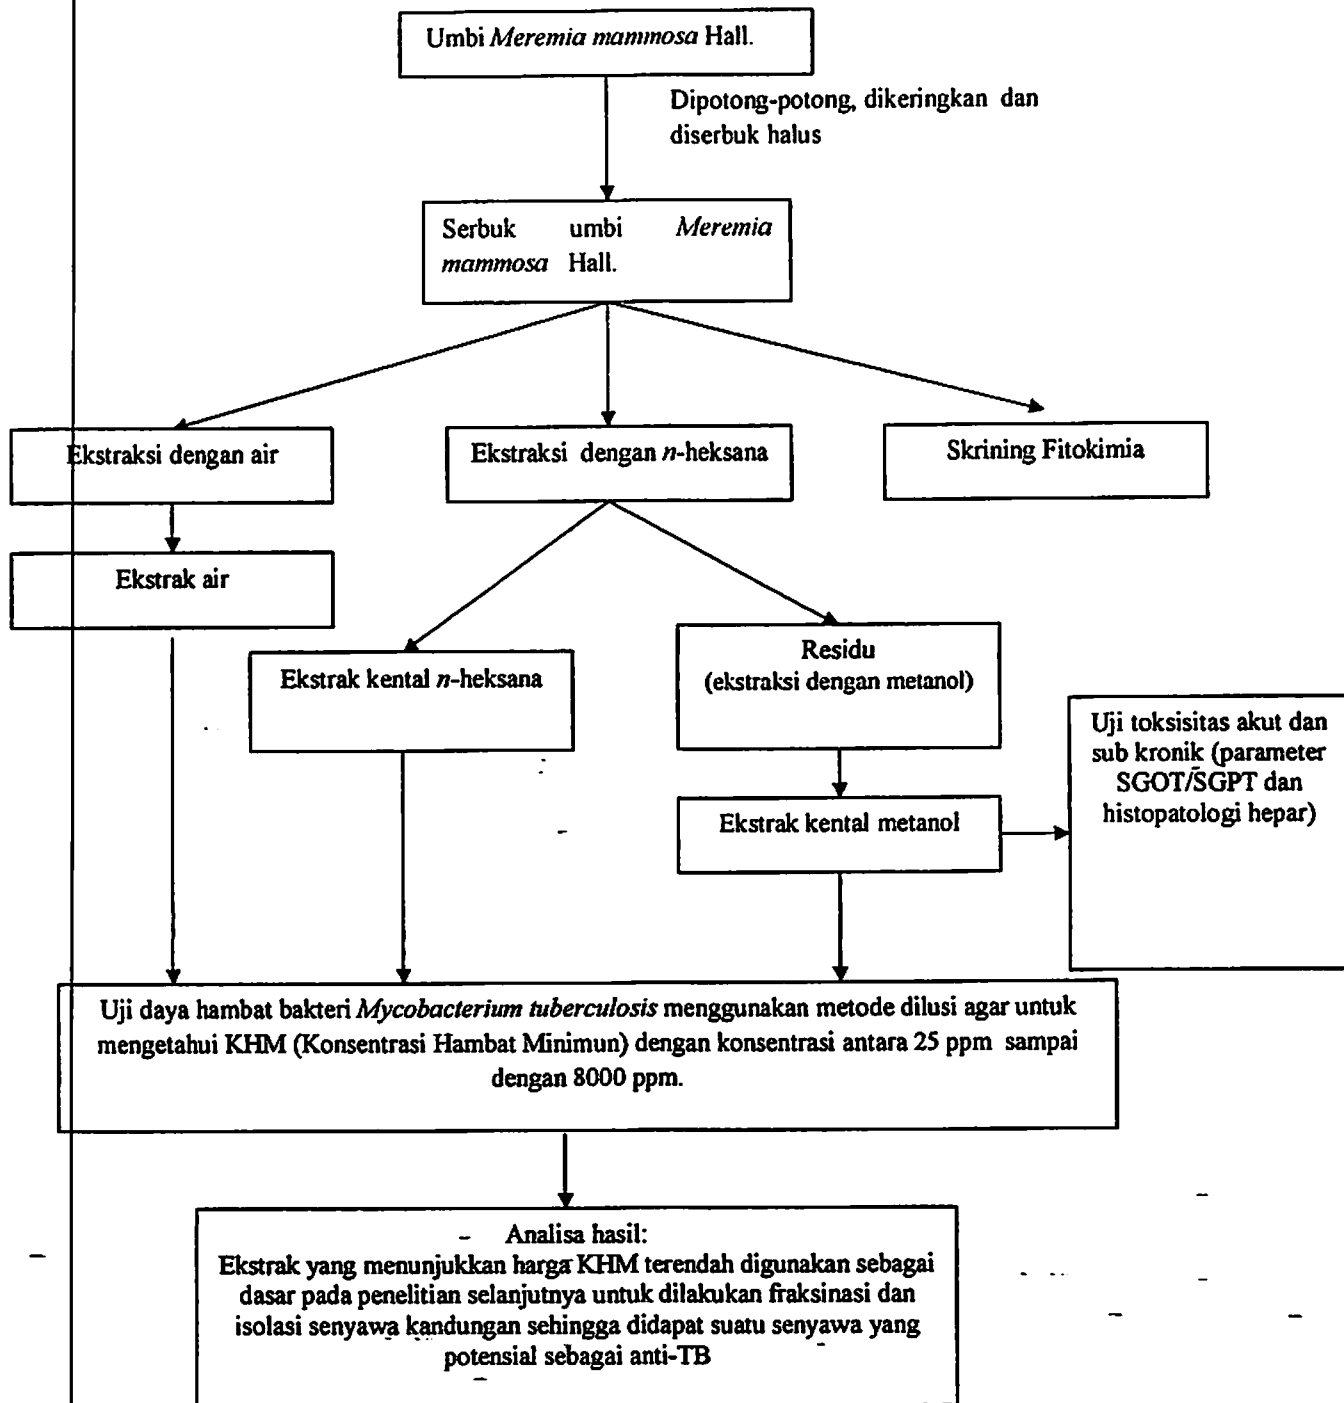 Umbi Meremia mammosa Hall.
Dipotong-potong, dikeringkan dan
diserbuk halus
Serbuk umbi Meremia
mammosa Hall.
Ekstraksi dengan air
Ekstraksi dengan n-heksana
Skrining Fitokimia
Ekstrak air
Ekstrak kental n-heksana
Residu
(ekstraksi dengan metanol)
Ekstrak kental metanol
Uji toksisitas akut dan
sub kronik (parameter
SGOT/SGPT dan
histopatologi hepar)
Uji daya hambat bakteri Mycobacterium tuberculosis menggunakan metode dilusi agar untuk
mengetahui KHM (Konsentrasi Hambat Minimun) dengan konsentrasi antara 25 ppm sampai
dengan 8000 ppm.
Analisa hasil:
Ekstrak yang menunjukkan harga KHM terendah digunakan sebagai
dasar pada penelitian selanjutnya untuk dilakukan fraksinasi dan
isolasi senyawa kandungan sehingga didapat suatu senyawa yang
potensial sebagai anti-TB